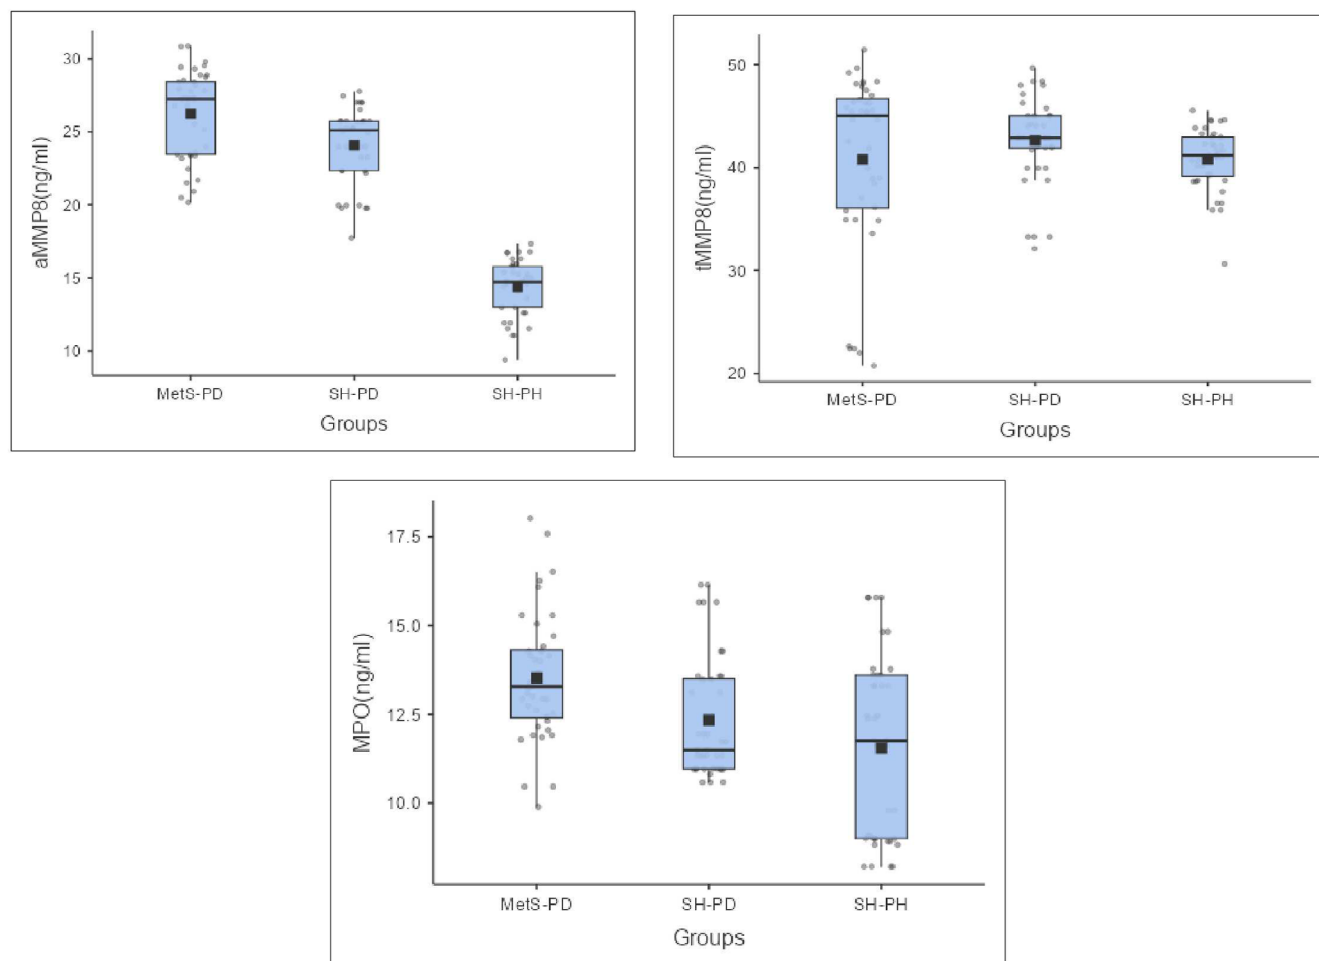 aMMP8(ng/ml)
30
25
20
15
10
MetS-PD SH-PD SH-PH
Groups
tMMP8(ng/ml)
50
40
30
20
MetS-PD SH-PD SH-PH
Groups
MPO(ng/ml)
17.5
15.0
12.5
10.0
MetS-PD SH-PD SH-PH
Groups